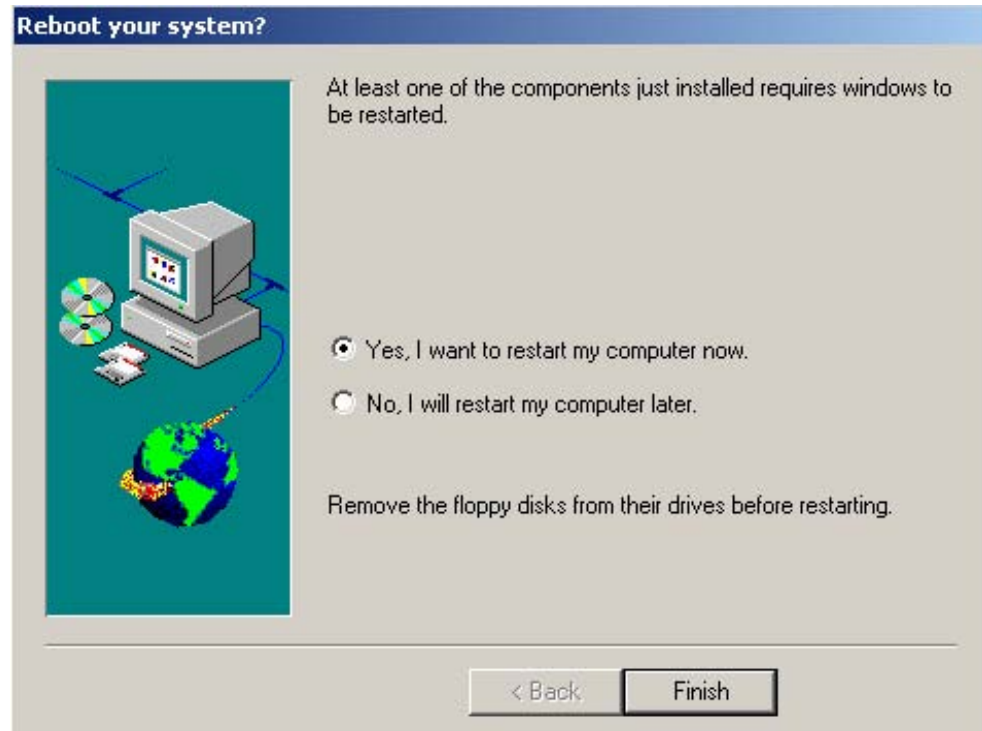 Reboot your system?
At least one of the components just installed requires windows to
be restarted.
Yes, I want to restart my computer now.
No, I will restart my computer later.
Remove the floppy disks from their drives before restarting.
< Back
Finish